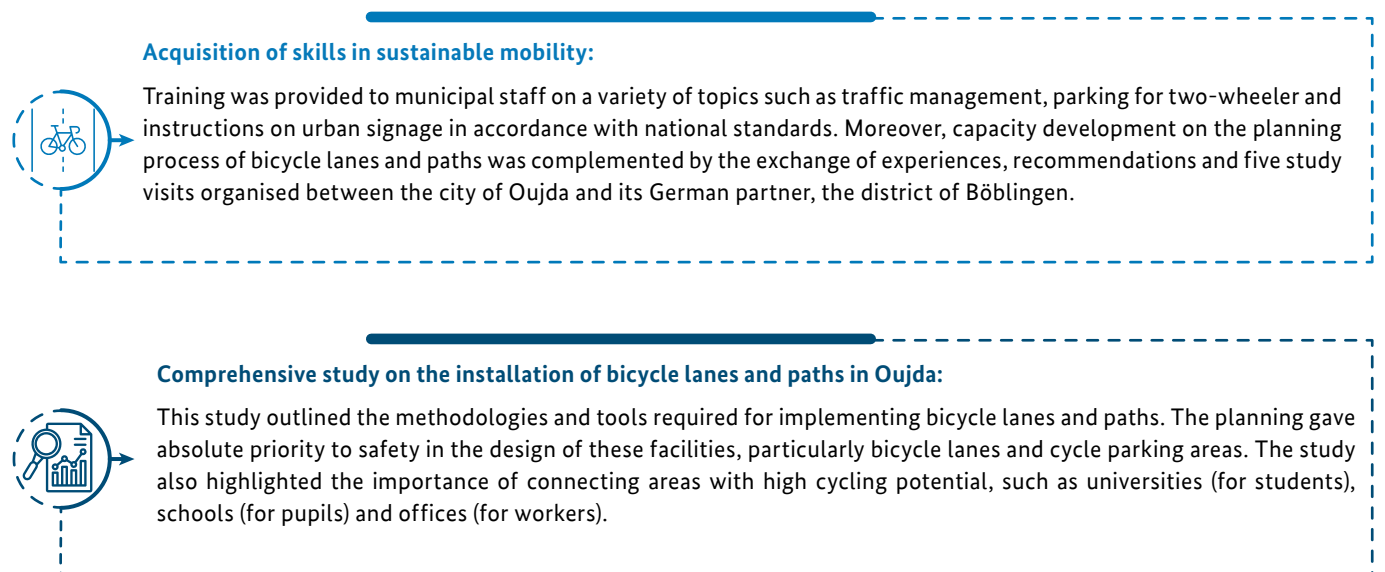 Acquisition of skills in sustainable mobility:
Training was provided to municipal staff on a variety of topics such as traffic management, parking for two-wheeler and
instructions on urban signage in accordance with national standards. Moreover, capacity development on the planning
process of bicycle lanes and paths was complemented by the exchange of experiences, recommendations and five study
visits organised between the city of Oujda and its German partner, the district of Böblingen.
Comprehensive study on the installation of bicycle lanes and paths in Oujda:
This study outlined the methodologies and tools required for implementing bicycle lanes and paths. The planning gave
absolute priority to safety in the design of these facilities, particularly bicycle lanes and cycle parking areas. The study
also highlighted the importance of connecting areas with high cycling potential, such as universities (for students),
schools (for pupils) and offices (for workers).